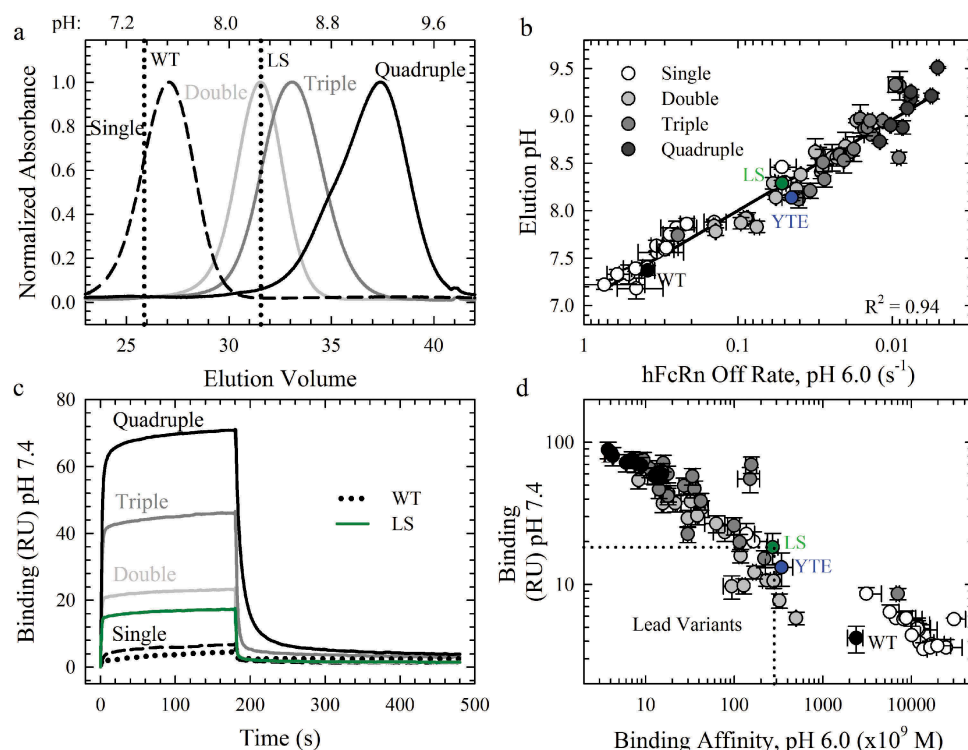 a
pH: 7.2 8.0 8.8 9.6
WT
LS
Quadruple
Double
Triple
Single
Normalized Absorbance
1.0
0.8
0.6
0.4
0.2
0.0
25 30 35 40
Elution Volume
b
Elution pH
9.5
9.0
8.5
8.0
7.5
7.0
Single
Double
Triple
Quadruple
LS
YTE
WT
R² = 0.94
1 0.1 0.01
hFcRn Off Rate, pH 6.0 (s⁻¹)
c
Binding (RU) pH 7.4
80
60
40
20
0
Quadruple
Triple
Double
Single
WT
LS
0 100 200 300 400 500
Time (s)
d
Binding
(RU) pH 7.4
100
10
LS
YTE
Lead Variants
WT
10 100 1000 10000
Binding Affinity, pH 6.0 (x10⁹ M)